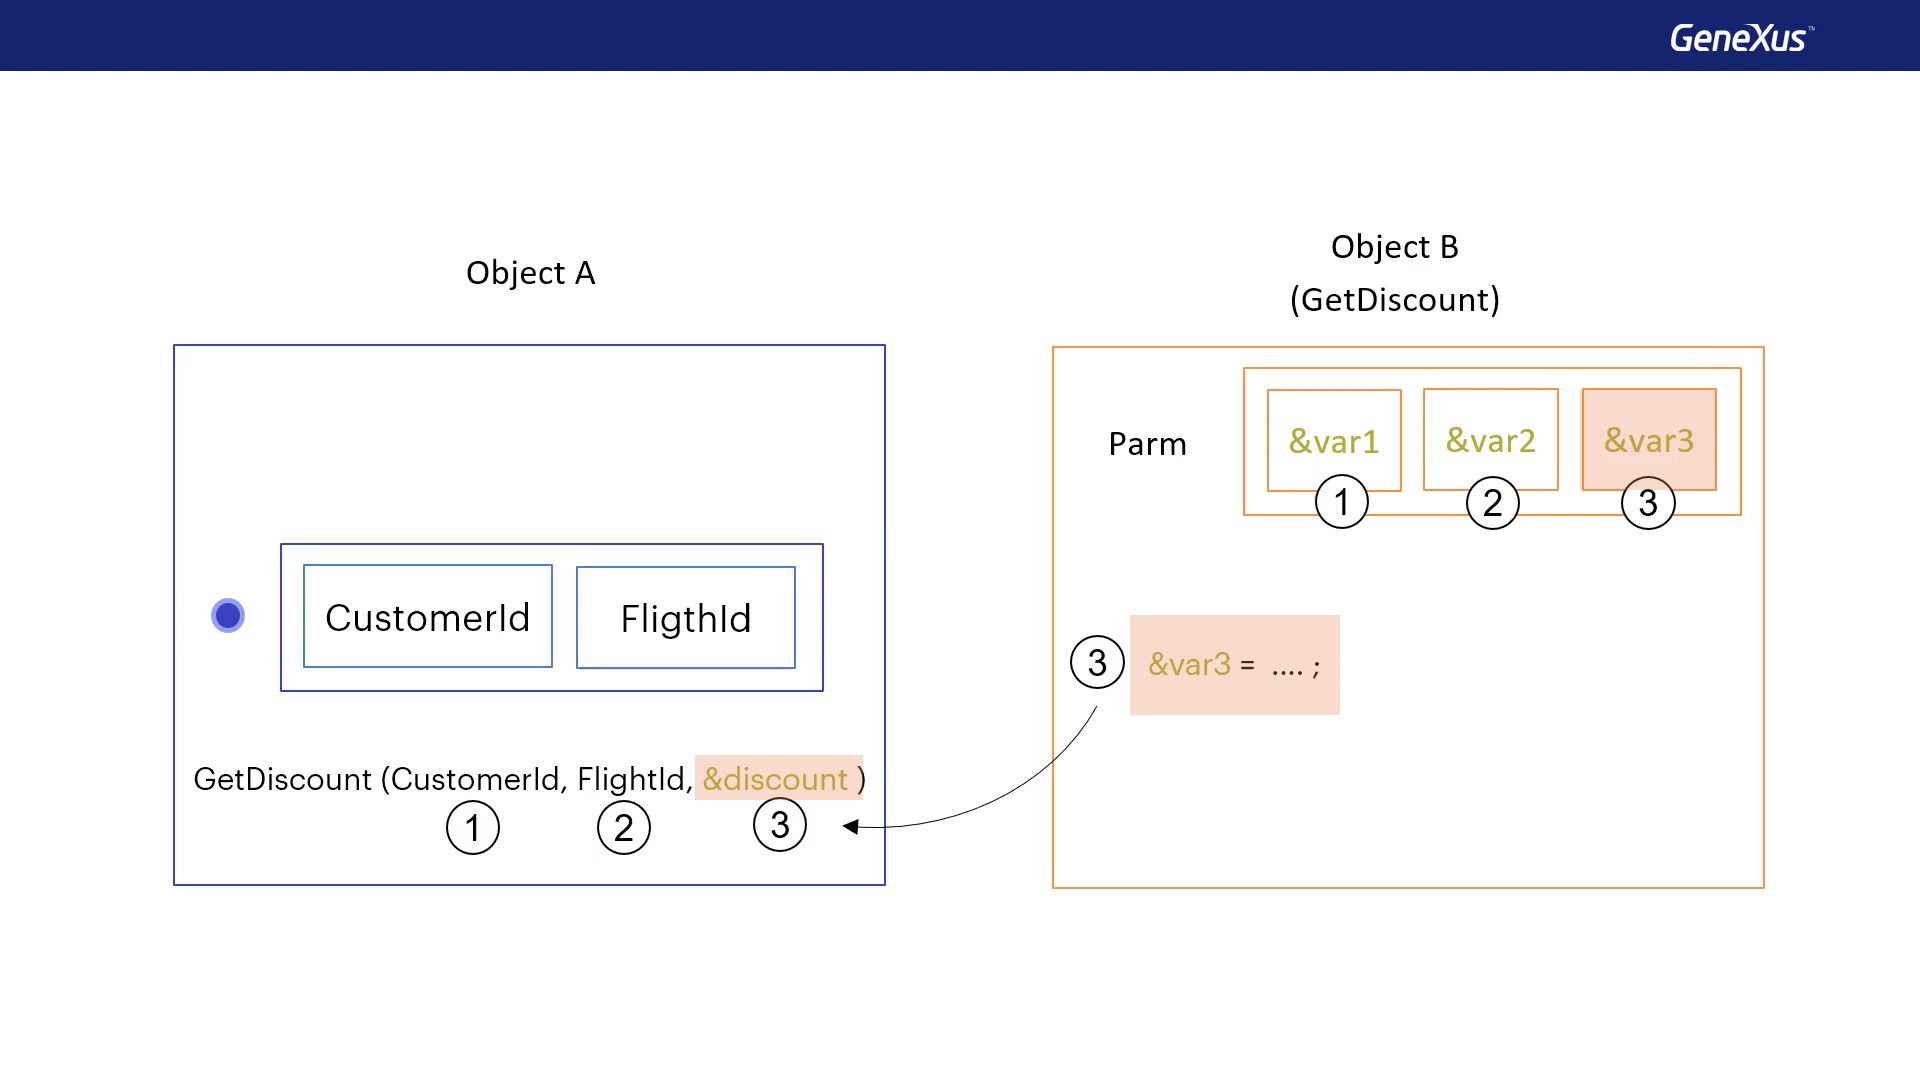 GeneXus™
Object A
Object B
(GetDiscount)
Parm
&var1
&var2
&var3
1
2
3
CustomerId
FligthId
3
&var3 = .... ;
GetDiscount (CustomerId, FlightId, &discount )
1
2
3